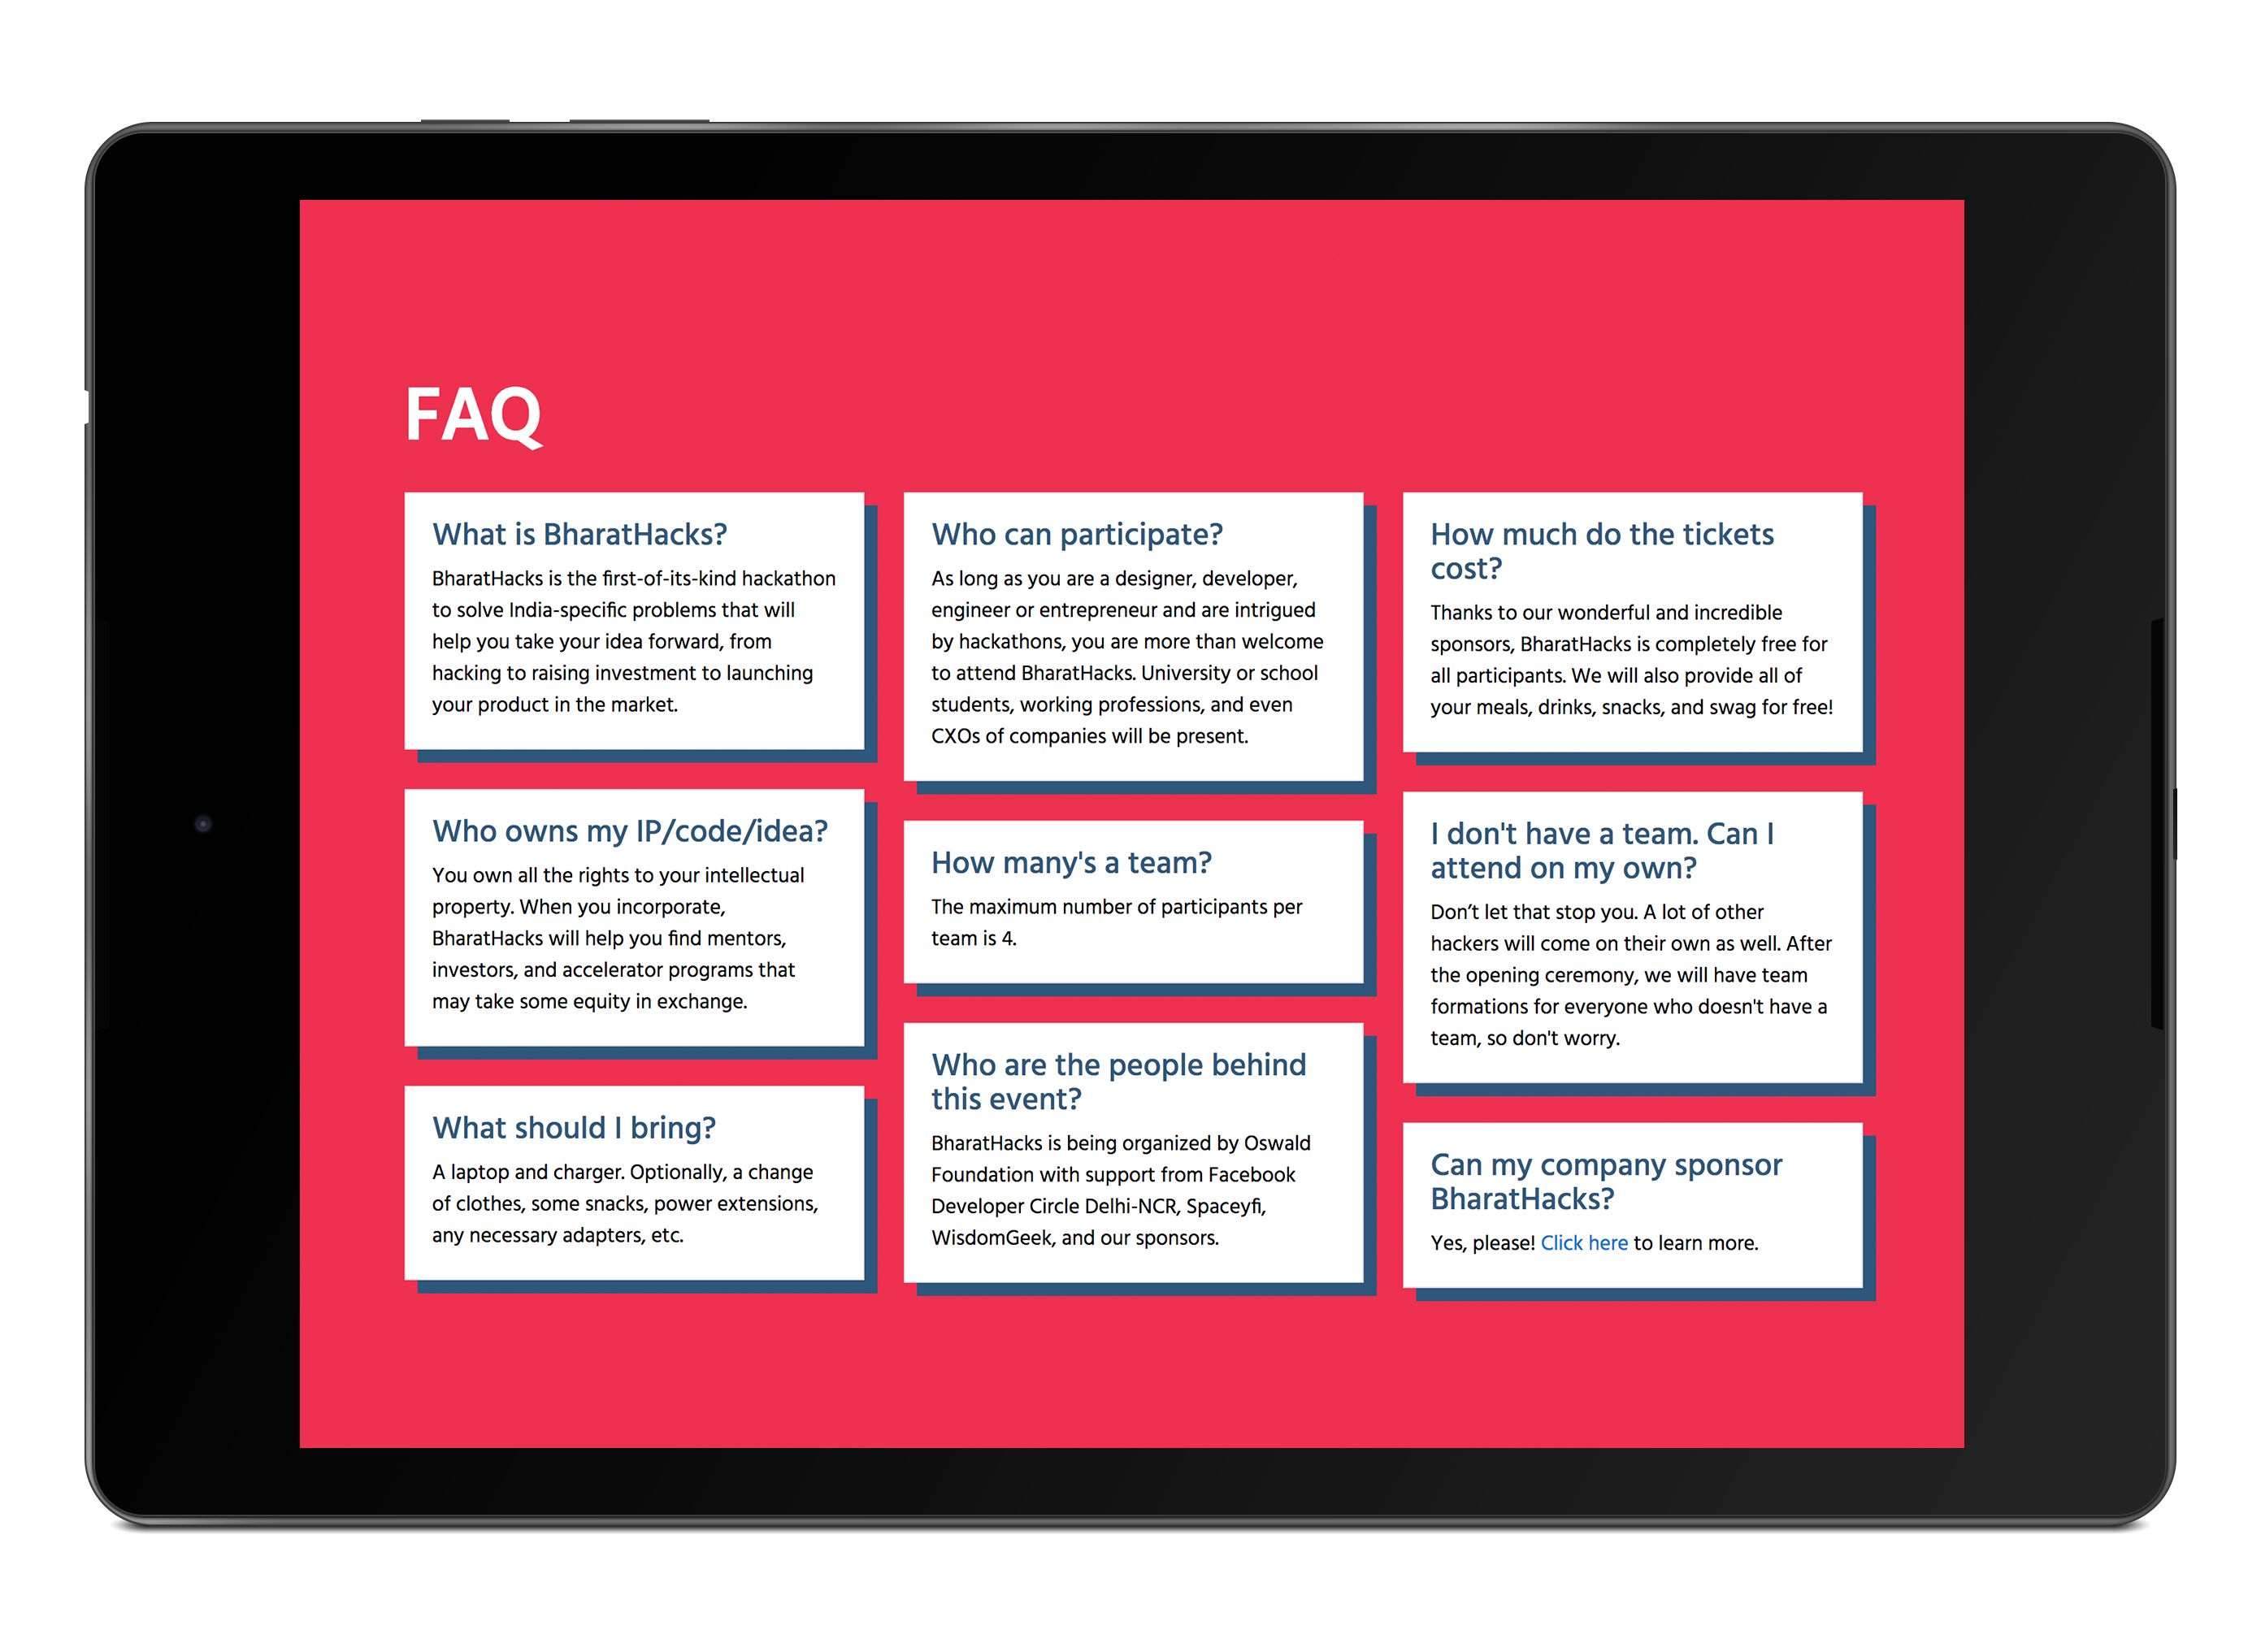 FAQ
What is BharatHacks?
BharatHacks is the first-of-its-kind hackathon
to solve India-specific problems that will
help you take your idea forward, from
hacking to raising investment to launching
your product in the market.
Who owns my IP/code/idea?
You own all the rights to your intellectual
property. When you incorporate,
BharatHacks will help you find mentors,
investors, and accelerator programs that
may take some equity in exchange.
What should I bring?
A laptop and charger. Optionally, a change
of clothes, some snacks, power extensions,
any necessary adapters, etc.
Who can participate?
As long as you are a designer, developer,
engineer or entrepreneur and are intrigued
by hackathons, you are more than welcome
to attend BharatHacks. University or school
students, working professions, and even
CXOs of companies will be present.
How many's a team?
The maximum number of participants per
team is 4.
Who are the people behind
this event?
BharatHacks is being organized by Oswald
Foundation with support from Facebook
Developer Circle Delhi-NCR, Spaceyfi,
WisdomGeek, and our sponsors.
How much do the tickets
cost?
Thanks to our wonderful and incredible
sponsors, BharatHacks is completely free for
all participants. We will also provide all of
your meals, drinks, snacks, and swag for free!
I don't have a team. Can I
attend on my own?
Don’t let that stop you. A lot of other
hackers will come on their own as well. After
the opening ceremony, we will have team
formations for everyone who doesn't have a
team, so don't worry.
Can my company sponsor
BharatHacks?
Yes, please! Click here to learn more.